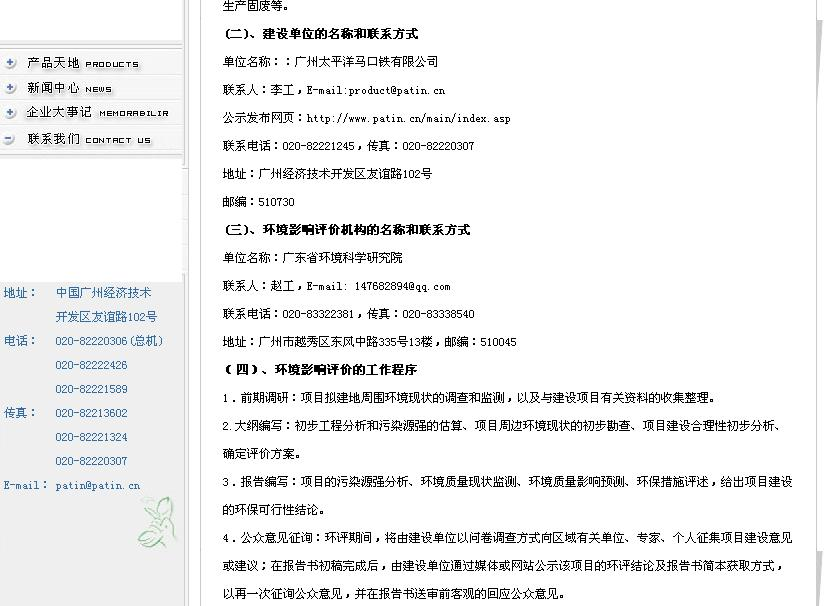 产品天地 PRODUCTS
新闻中心 NEWS
企业大事记 MEMORABILIR
联系我们 CONTACT US
地址： 中国广州经济技术
开发区友谊路102号
电话： 020-82220306(总机)
020-82222426
020-82221589
传真： 020-82213602
020-82221324
020-82220307
E-mail： patin@patin.cn
生产固废等。
(二)、建设单位的名称和联系方式
单位名称：：广州太平洋马口铁有限公司
联系人：李工，E-mail:product@patin.cn
公示发布网页：http://www.patin.cn/main/index.asp
联系电话：020-82221245，传真：020-82220307
地址：广州经济技术开发区友谊路102号
邮编：510730
(三)、环境影响评价机构的名称和联系方式
单位名称：广东省环境科学研究院
联系人：赵工，E-mail: 147682894@qq.com
联系电话：020-83322381，传真：020-83338540
地址：广州市越秀区东风中路335号13楼，邮编：510045
（四）、环境影响评价的工作程序
1．前期调研：项目拟建地周围环境现状的调查和监测，以及与建设项目有关资料的收集整理。
2.大纲编写：初步工程分析和污染源强的估算、项目周边环境现状的初步勘查、项目建设合理性初步分析、
确定评价方案。
3．报告编写：项目的污染源强分析、环境质量现状监测、环境质量影响预测、环保措施评述，给出项目建设
的环保可行性结论。
4．公众意见征询：环评期间，将由建设单位以问卷调查方式向区域有关单位、专家、个人征集项目建设意见
或建议；在报告书初稿完成后，由建设单位通过媒体或网站公示该项目的环评结论及报告书简本获取方式，
以再一次征询公众意见，并在报告书送审前客观的回应公众意见。